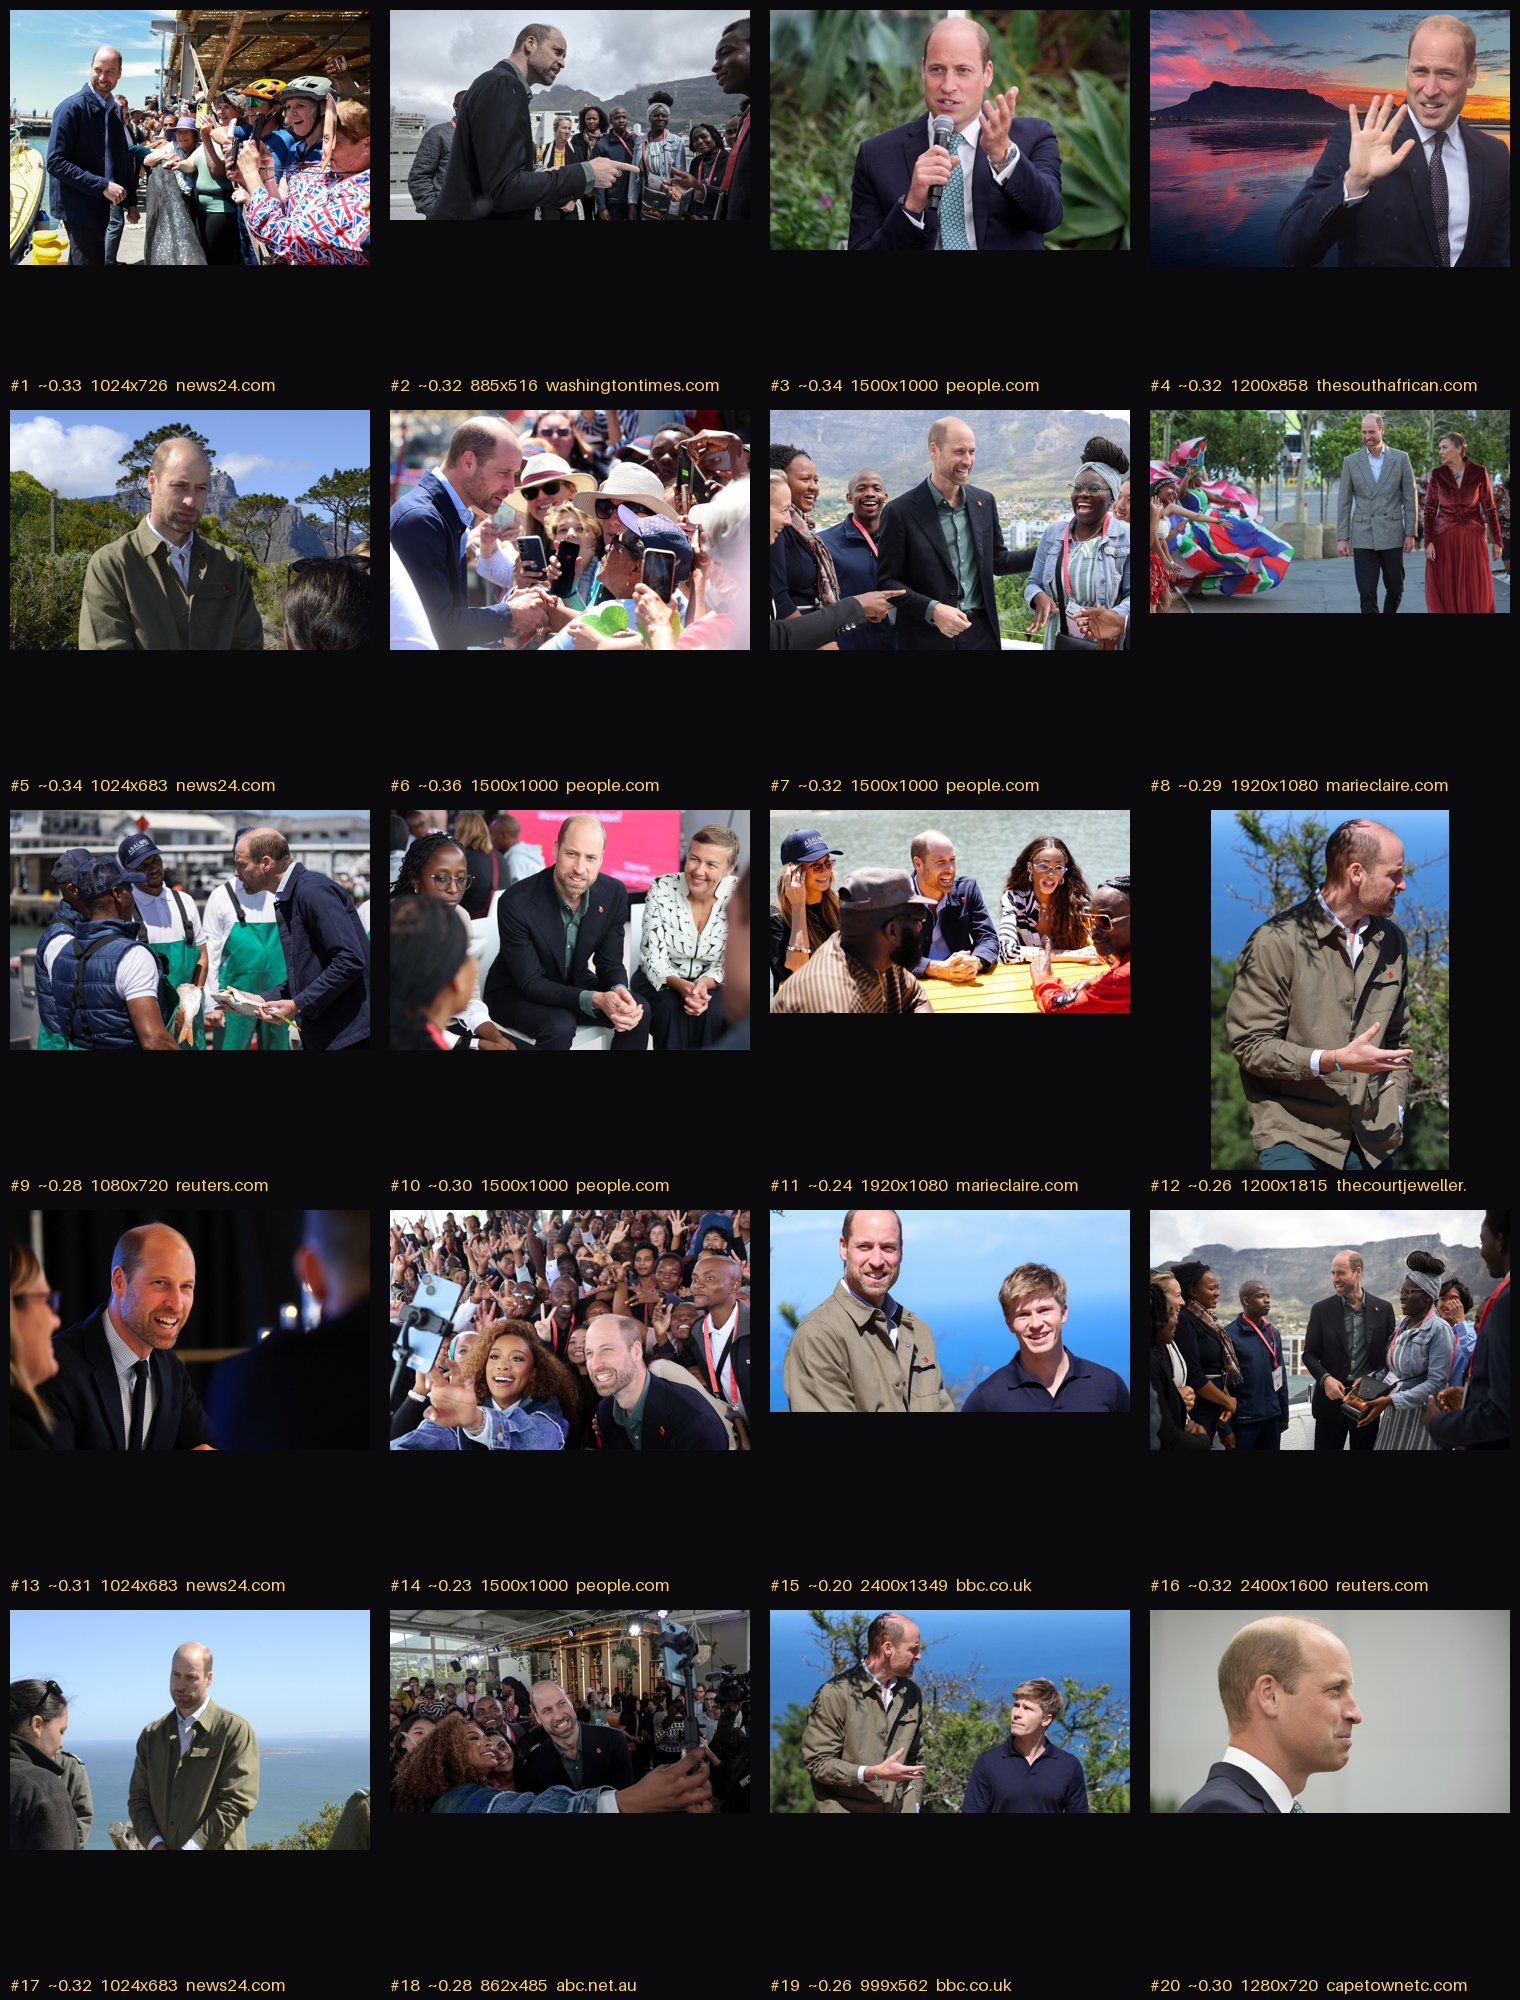 #1 ~0.33 1024x726 news24.com
#2 ~0.32 885x516 washingtontimes.com
#3 ~0.34 1500x1000 people.com
#4 ~0.32 1200x858 thesouthafrican.com
#5 ~0.34 1024x683 news24.com
#6 ~0.36 1500x1000 people.com
#7 ~0.32 1500x1000 people.com
#8 ~0.29 1920x1080 marieclaire.com
#9 ~0.28 1080x720 reuters.com
#10 ~0.30 1500x1000 people.com
#11 ~0.24 1920x1080 marieclaire.com
#12 ~0.26 1200x1815 thecourtjeweller.
#13 ~0.31 1024x683 news24.com
#14 ~0.23 1500x1000 people.com
#15 ~0.20 2400x1349 bbc.co.uk
#16 ~0.32 2400x1600 reuters.com
#17 ~0.32 1024x683 news24.com
#18 ~0.28 862x485 abc.net.au
#19 ~0.26 999x562 bbc.co.uk
#20 ~0.30 1280x720 capetownetc.com